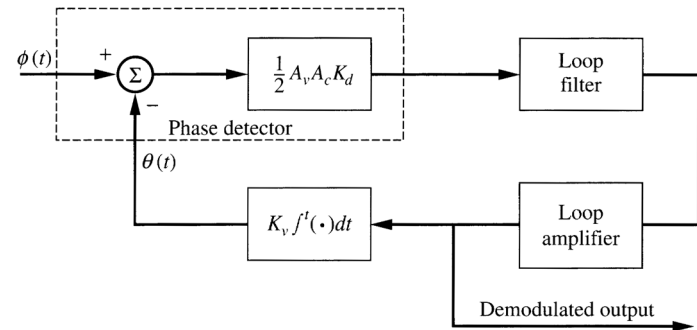 ϕ(t)
+
Σ
−
1/2 A_v A_c K_d
Loop
filter
Phase detector
θ(t)
K_v ∫^t (•)dt
Loop
amplifier
Demodulated output